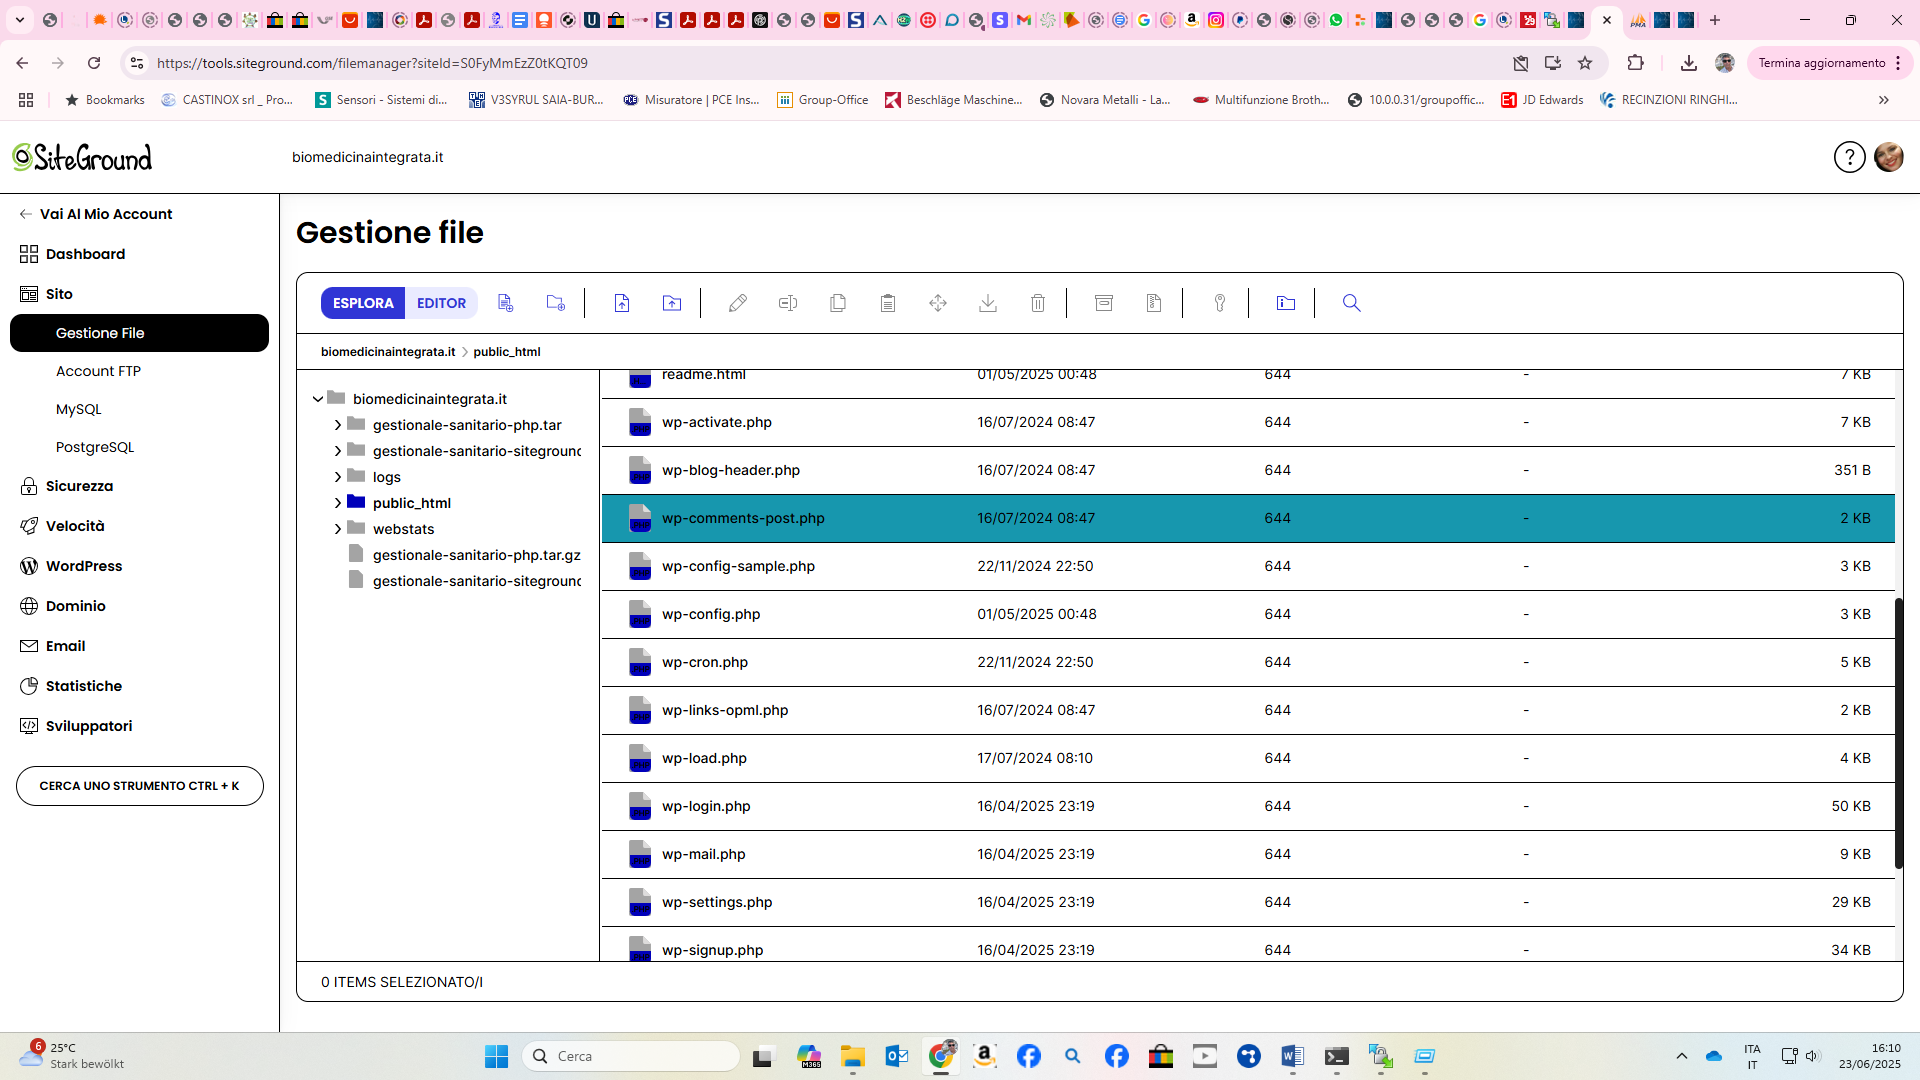 https://tools.siteground.com/filemanager?siteId=S0FyMmEzZ0tKQT09
Termina aggiornamento
Bookmarks
CASTINOX srl _ Pro...
Sensori - Sistemi di...
V3SYRUL SAIA-BUR...
Misuratore | PCE Ins...
Group-Office
Beschläge Maschine...
Novara Metalli - La...
Multifunzione Broth...
10.0.0.31/groupoffic...
JD Edwards
RECINZIONI RINGHI...
SiteGround
biomedicinaintegrata.it
?
Vai Al Mio Account
Dashboard
Sito
Gestione File
Account FTP
MySQL
PostgreSQL
Sicurezza
Velocità
WordPress
Dominio
Email
Statistiche
Sviluppatori
CERCA UNO STRUMENTO CTRL + K
Gestione file
ESPLORA EDITOR
biomedicinaintegrata.it > public_html
biomedicinaintegrata.it
gestionale-sanitario-php.tar
gestionale-sanitario-siteground
logs
public_html
webstats
gestionale-sanitario-php.tar.gz
gestionale-sanitario-siteground
readme.html 01/05/2025 00:48 644 - 7 KB
wp-activate.php 16/07/2024 08:47 644 - 7 KB
wp-blog-header.php 16/07/2024 08:47 644 - 351 B
wp-comments-post.php 16/07/2024 08:47 644 - 2 KB
wp-config-sample.php 22/11/2024 22:50 644 - 3 KB
wp-config.php 01/05/2025 00:48 644 - 3 KB
wp-cron.php 22/11/2024 22:50 644 - 5 KB
wp-links-opml.php 16/07/2024 08:47 644 - 2 KB
wp-load.php 17/07/2024 08:10 644 - 4 KB
wp-login.php 16/04/2025 23:19 644 - 50 KB
wp-mail.php 16/04/2025 23:19 644 - 9 KB
wp-settings.php 16/04/2025 23:19 644 - 29 KB
wp-signup.php 16/04/2025 23:19 644 - 34 KB
0 ITEMS SELEZIONATO/I
6
25°C
Stark bewölkt
Cerca
ITA
IT
16:10
23/06/2025